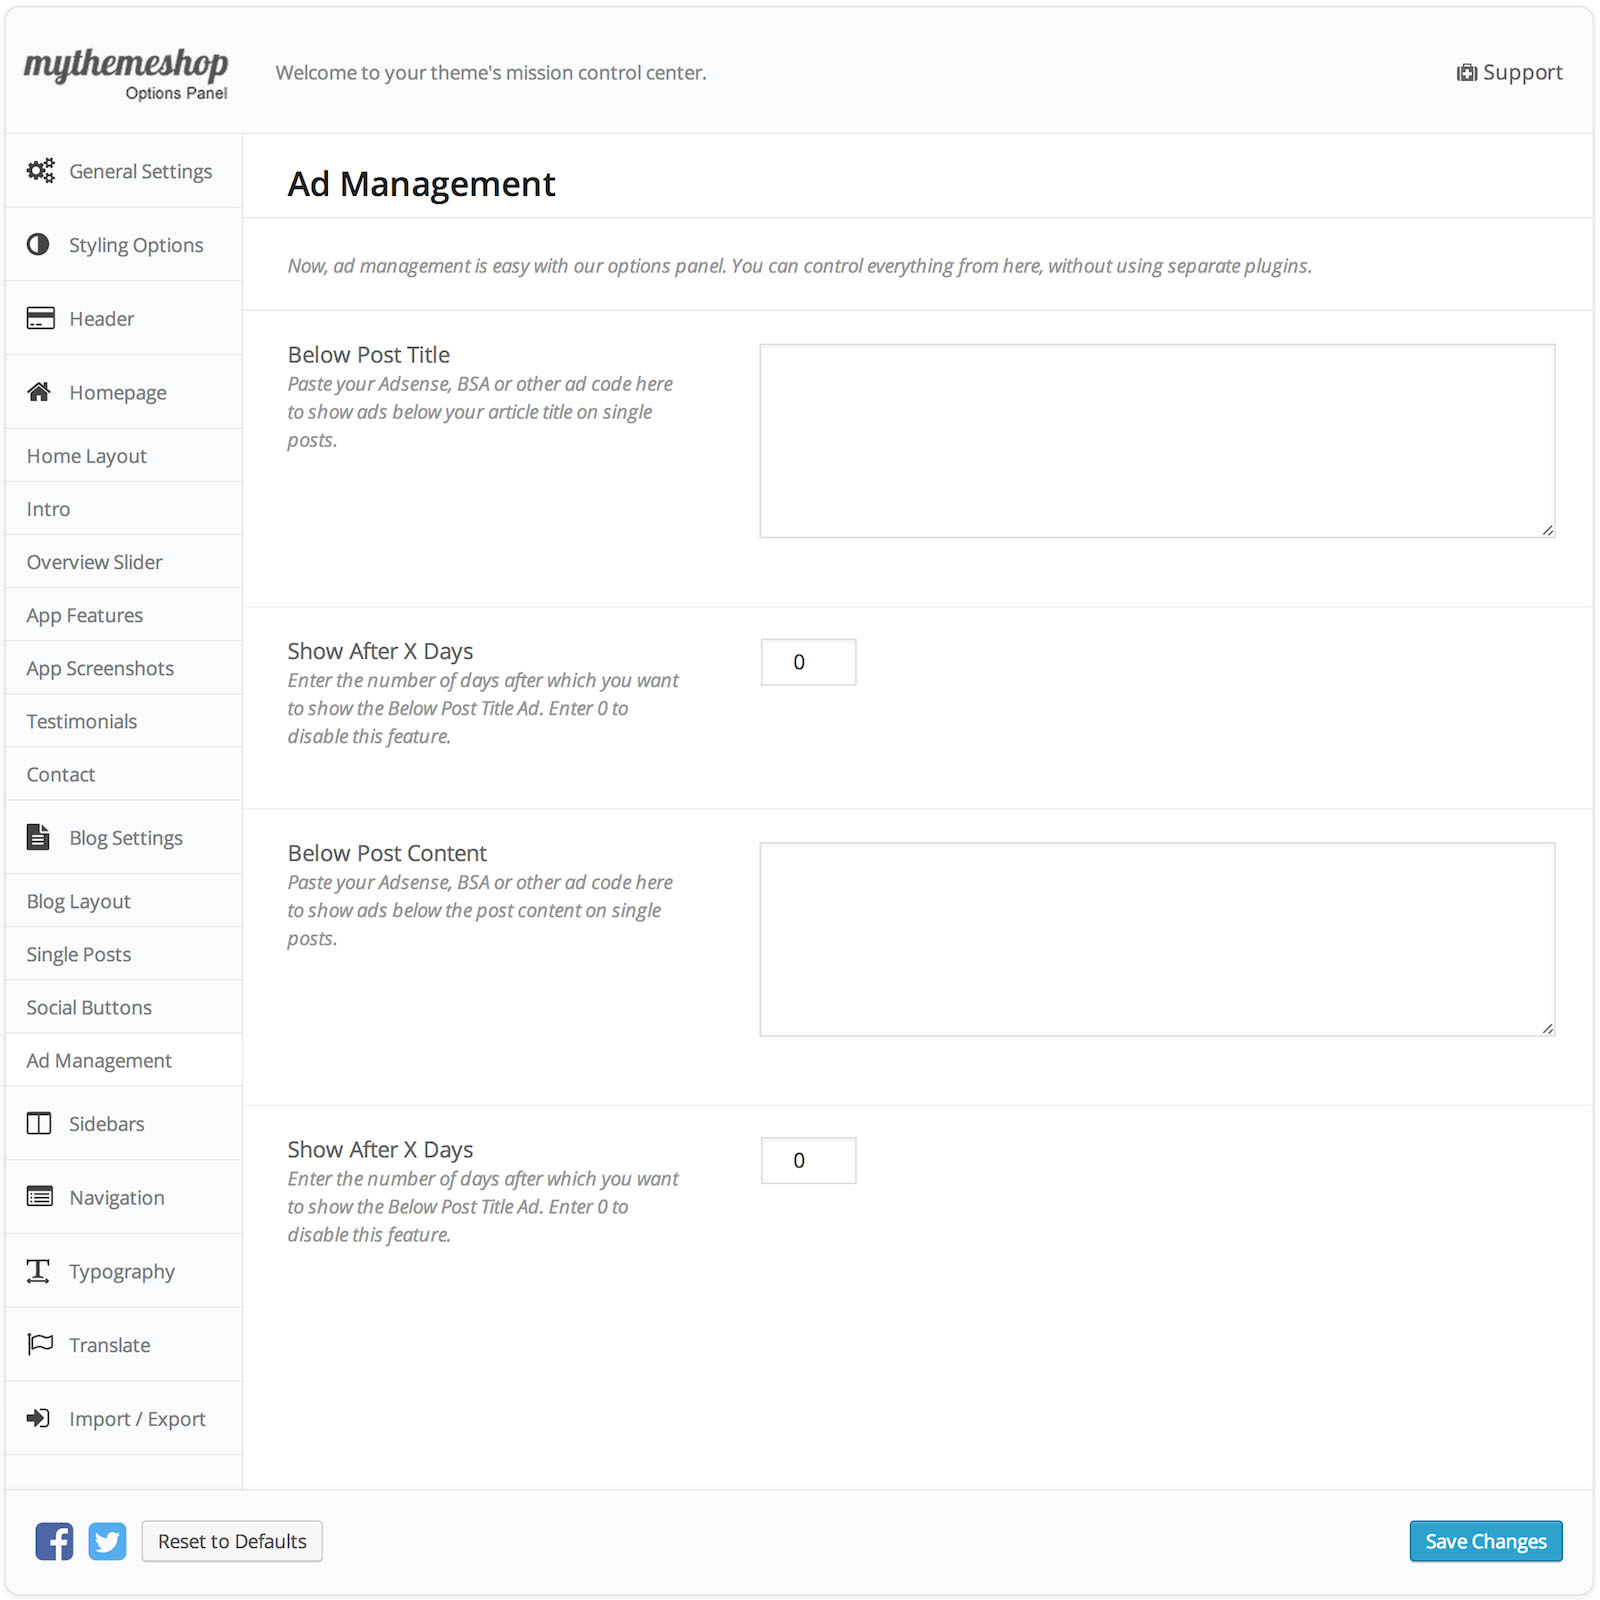 mythemeshop
Options Panel
Welcome to your theme's mission control center.
Support
General Settings
Styling Options
Header
Homepage
Home Layout
Intro
Overview Slider
App Features
App Screenshots
Testimonials
Contact
Blog Settings
Blog Layout
Single Posts
Social Buttons
Ad Management
Sidebars
Navigation
Typography
Translate
Import / Export
Ad Management
Now, ad management is easy with our options panel. You can control everything from here, without using separate plugins.
Below Post Title
Paste your Adsense, BSA or other ad code here
to show ads below your article title on single
posts.
Show After X Days
Enter the number of days after which you want
to show the Below Post Title Ad. Enter 0 to
disable this feature.
0
Below Post Content
Paste your Adsense, BSA or other ad code here
to show ads below the post content on single
posts.
Show After X Days
Enter the number of days after which you want
to show the Below Post Title Ad. Enter 0 to
disable this feature.
0
Reset to Defaults
Save Changes